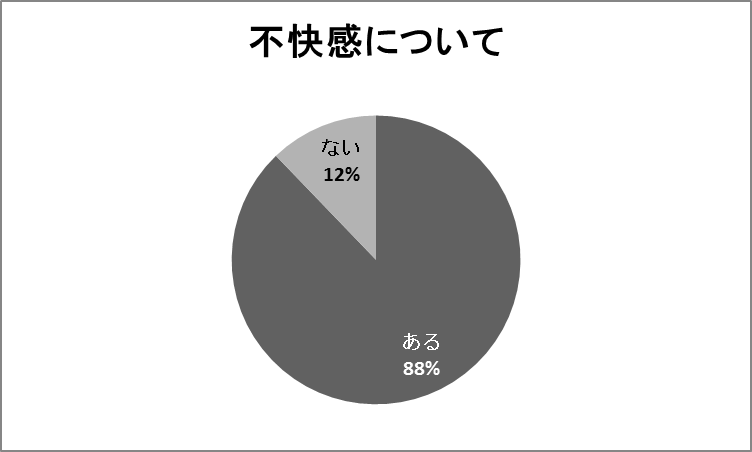 不快感について
ない
12%
ある
88%